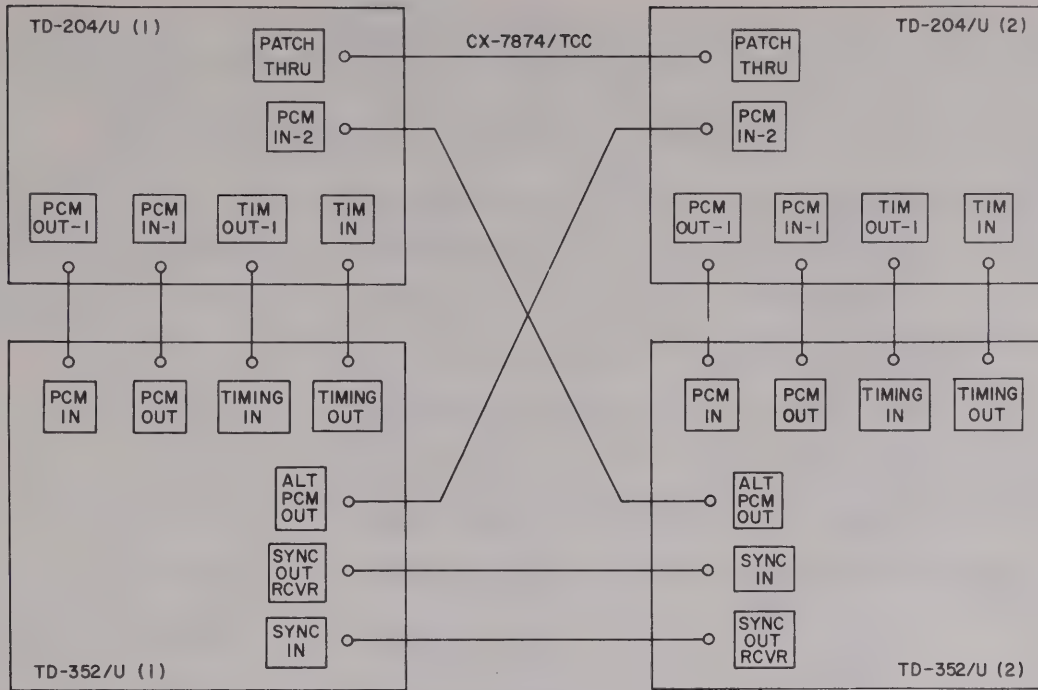 TD-204/U (1)
PATCH
THRU
CX-7874/TCC
TD-204/U (2)
PATCH
THRU
PCM
IN-2
PCM
IN-2
PCM
OUT-1
PCM
IN-1
TIM
OUT-1
TIM
IN
PCM
OUT-1
PCM
IN-1
TIM
OUT-1
TIM
IN
PCM
IN
PCM
OUT
TIMING
IN
TIMING
OUT
PCM
IN
PCM
OUT
TIMING
IN
TIMING
OUT
ALT
PCM
OUT
ALT
PCM
OUT
SYNC
OUT
RCVR
SYNC
IN
SYNC
IN
SYNC
OUT
RCVR
TD-352/U (1)
TD-352/U (2)